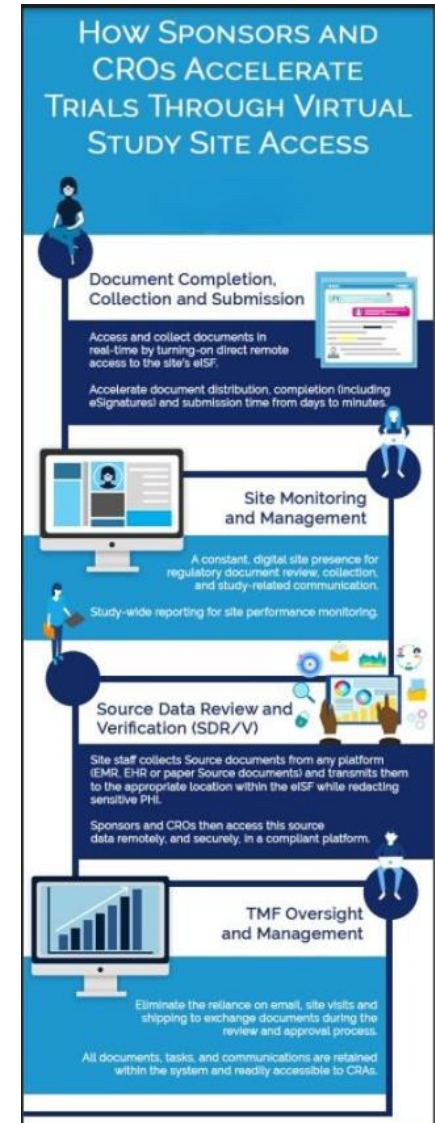 How Sponsors and
CROs Accelerate
Trials Through Virtual
Study Site Access
Document Completion,
Collection and Submission
Access and collect documents in
real-time by turning-on direct remote
access to the site's eISF.
Accelerate document distribution, completion (including
eSignatures) and submission time from days to minutes.
Site Monitoring
and Management
A constant, digital site presence for
regulatory document review, collection,
and study-related communication.
Study-wide reporting for site performance monitoring.
Source Data Review and
Verification (SDR/V)
Site staff collects Source documents from any platform
(EMR, EHR or paper Source documents) and transmits them
to the appropriate location within the eISF while redacting
sensitive PHI.
Sponsors and CROs then access this source
data remotely, and securely, in a compliant platform.
TMF Oversight
and Management
Eliminate the reliance on email, site visits and
shipping to exchange documents during the
review and approval process.
All documents, tasks, and communications are retained
within the system and readily accessible to CRAs.